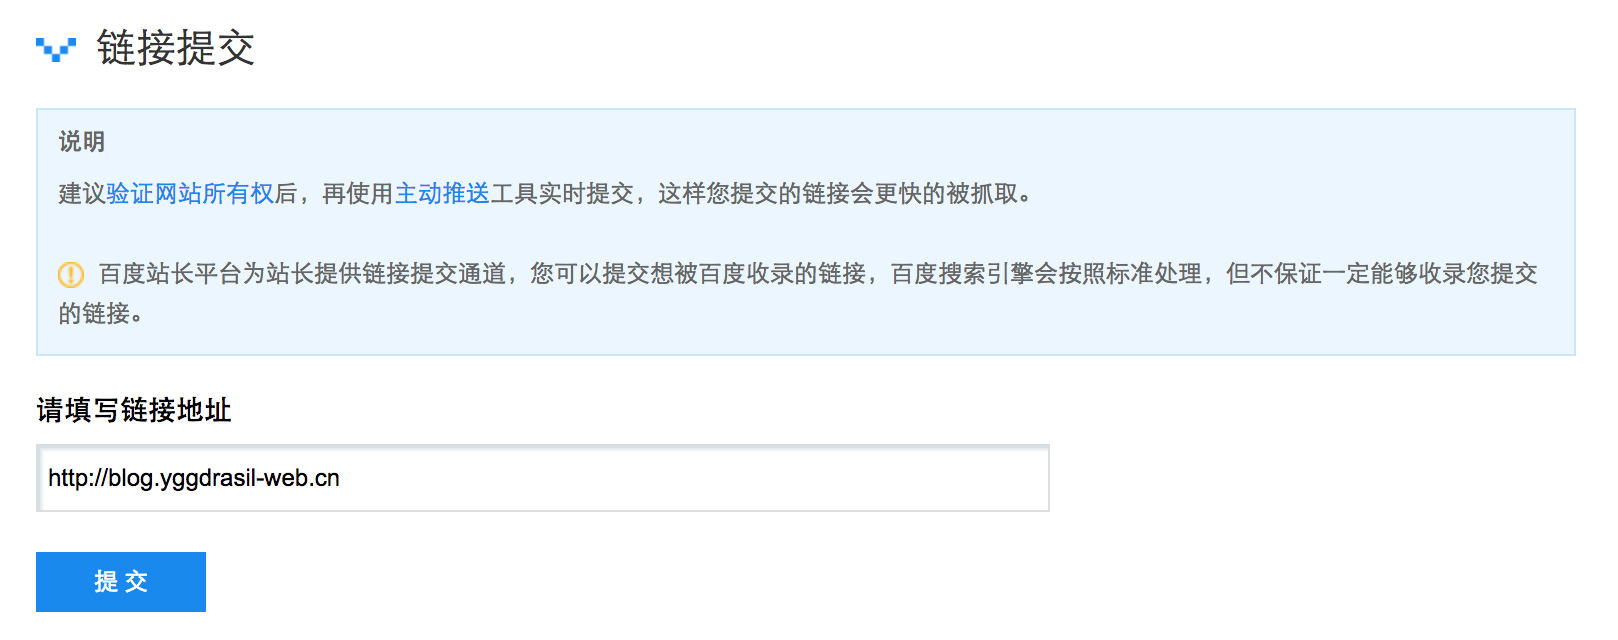 链接提交
说明
建议验证网站所有权后，再使用主动推送工具实时提交，这样您提交的链接会更快的被抓取。
百度站长平台为站长提供链接提交通道，您可以提交想被百度收录的链接，百度搜索引擎会按照标准处理，但不保证一定能够收录您提交
的链接。
请填写链接地址
http://blog.yggdrasil-web.cn
提 交